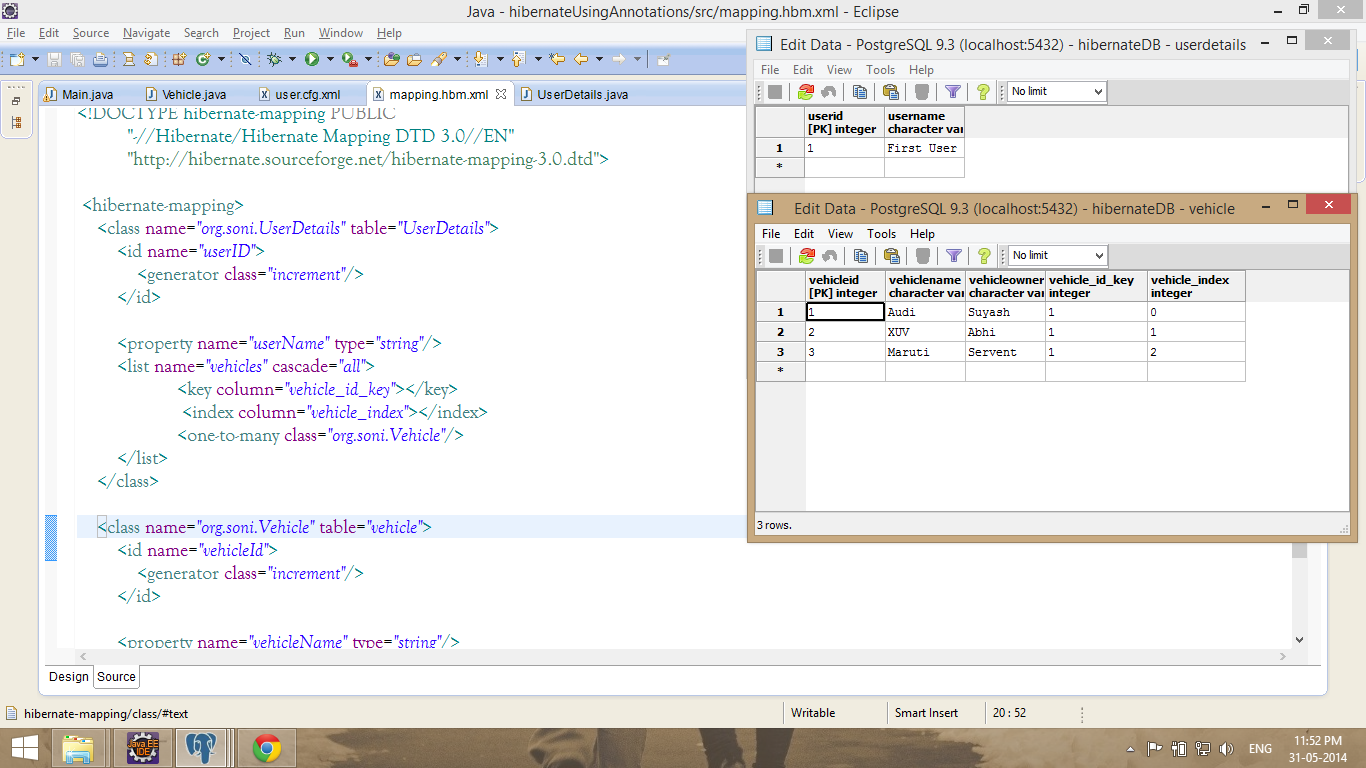 Java - hibernateUsingAnnotations/src/mapping.hbm.xml - Eclipse
File Edit Source Navigate Search Project Run Window Help
Main.java Vehicle.java user.cfg.xml mapping.hbm.xml UserDetails.java
<!DOCTYPE hibernate-mapping PUBLIC
"-//Hibernate/Hibernate Mapping DTD 3.0//EN"
"http://hibernate.sourceforge.net/hibernate-mapping-3.0.dtd">
<hibernate-mapping>
<class name="org.soni.UserDetails" table="UserDetails">
<id name="userID">
<generator class="increment"/>
</id>
<property name="userName" type="string"/>
<list name="vehicles" cascade="all">
<key column="vehicle_id_key"></key>
<index column="vehicle_index"></index>
<one-to-many class="org.soni.Vehicle"/>
</list>
</class>
<class name="org.soni.Vehicle" table="vehicle">
<id name="vehicleId">
<generator class="increment"/>
</id>
<property name="vehicleName" type="string"/>
Design Source
hibernate-mapping/class/#text Writable Smart Insert 20 : 52
Edit Data - PostgreSQL 9.3 (localhost:5432) - hibernateDB - userdetails
File Edit View Tools Help
No limit
userid username
[PK] integer character var
1 1 First User
*
Edit Data - PostgreSQL 9.3 (localhost:5432) - hibernateDB - vehicle
File Edit View Tools Help
No limit
vehicleid vehiclename vehicleowner vehicle_id_key vehicle_index
[PK] integer character var character var integer integer
1 1 Audi Suyash 1 0
2 2 XUV Abhi 1 1
3 3 Maruti Servent 1 2
*
3 rows.
Java EE
IDE
ENG 11:52 PM
31-05-2014